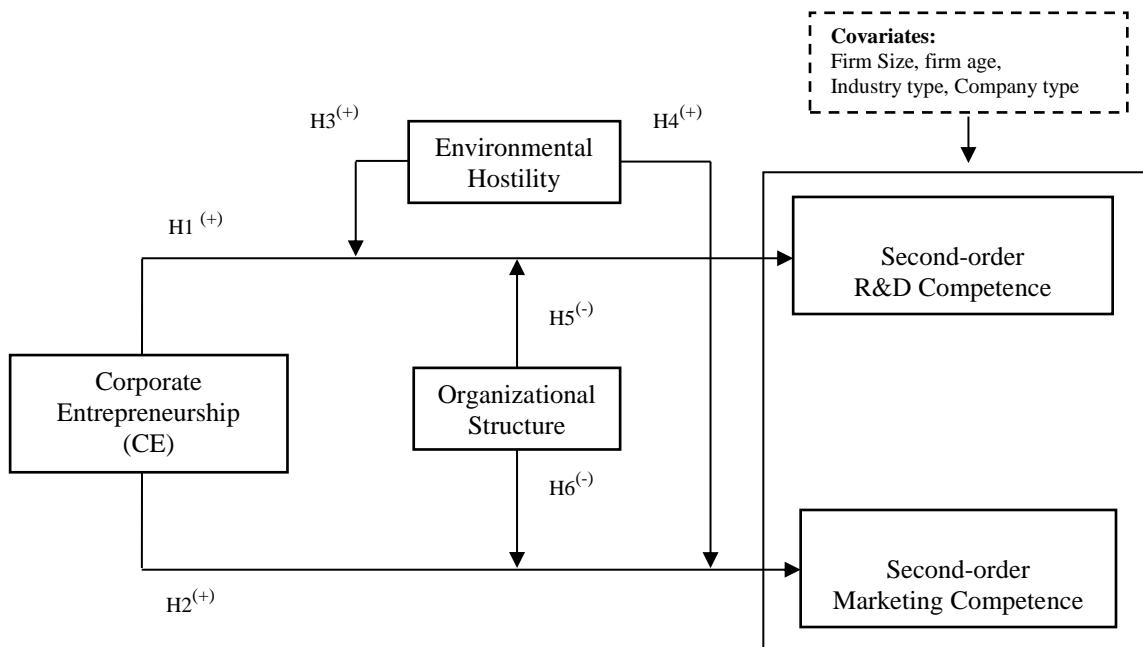 Covariates:
Firm Size, firm age,
Industry type, Company type
H3(+)
H4(+)
Environmental
Hostility
H1 (+)
Second-order
R&D Competence
H5(-)
Corporate
Entrepreneurship
(CE)
Organizational
Structure
H6(-)
Second-order
Marketing Competence
H2(+)